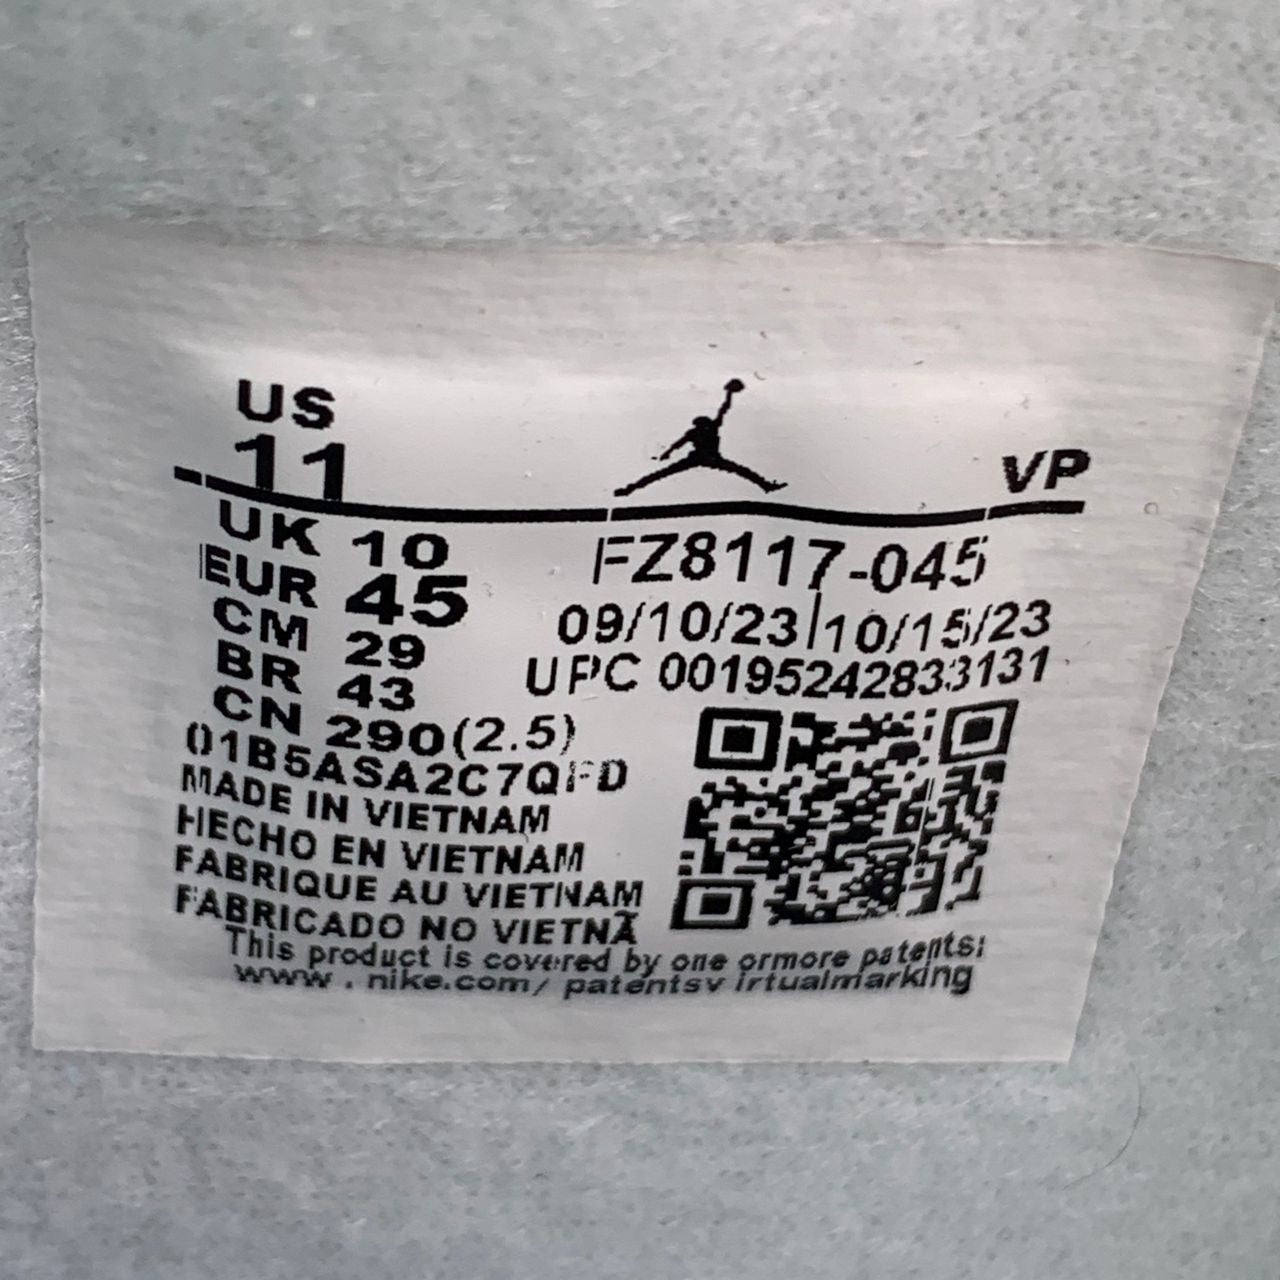 US
11
VP
UK 10
EUR 45
CM 29
BR 43
CN 290(2.5)
FZ8117-045
09/10/23|10/15/23
UPC 00195242833131
01B5ASA2C7QFD
MADE IN VIETNAM
HECHO EN VIETNAM
FABRIQUE AU VIETNAM
FABRICADO NO VIETNÃ
This product is covered by one ormore patents:
www . nike.com/ patentsv irtualmarking